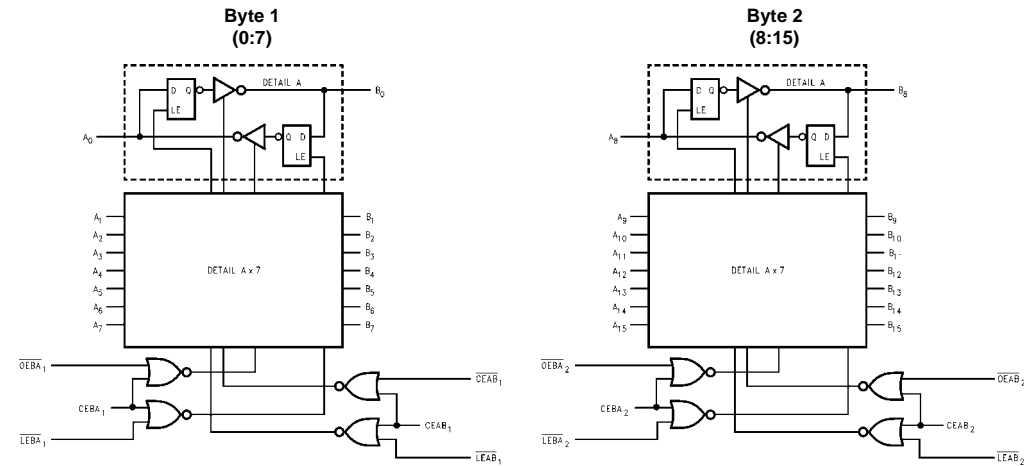 Byte 1
(0:7)
D Q
LE
DETAIL A
B0
A0
Q D
LE
A1
A2
A3
A4
A5
A6
A7
DETAIL A x 7
B1
B2
B3
B4
B5
B6
B7
OEBA1
CEBA1
LEBA1
CEAB1
CEAB1
LEAB1
Byte 2
(8:15)
D Q
LE
DETAIL A
B8
A8
Q D
LE
A9
A10
A11
A12
A13
A14
A15
DETAIL A x 7
B9
B10
B1
B12
B13
B14
B15
OEBA2
CEBA2
LEBA2
OEAB2
CEAB2
LEAB2